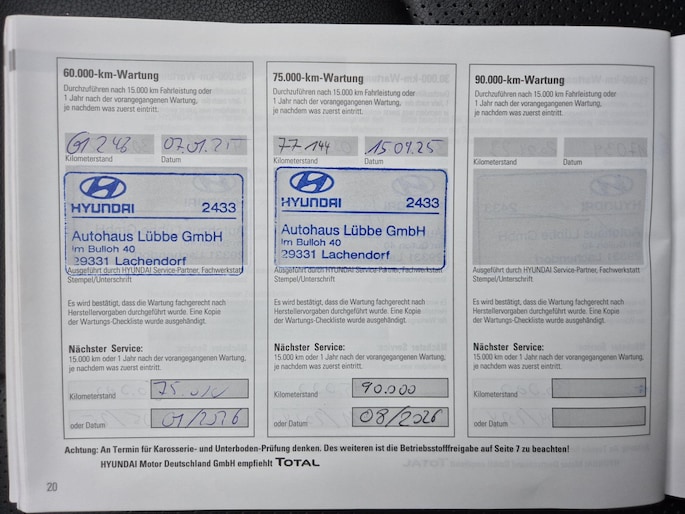 60.000-km-Wartung
Durchzuführen nach 15.000 km Fahrleistung oder
1 Jahr nach der vorangegangenen Wartung,
je nachdem was zuerst eintritt.
61 248
07.01.25
Kilometerstand
Datum
HYUNDAI 2433
Autohaus Lübbe GmbH
Im Bulloh 40
29331 Lachendorf
Ausgeführt durch HYUNDAI Service-Partner, Fachwerkstatt
Stempel/Unterschrift
Es wird bestätigt, dass die Wartung fachgerecht nach
Herstellervorgaben durchgeführt wurde. Eine Kopie
der Wartungs-Checkliste wurde ausgehändigt.
Nächster Service:
15.000 km oder 1 Jahr nach der vorangegangenen Wartung,
je nachdem was zuerst eintritt.
Kilometerstand 75.000
oder Datum 01/2026
75.000-km-Wartung
Durchzuführen nach 15.000 km Fahrleistung oder
1 Jahr nach der vorangegangenen Wartung,
je nachdem was zuerst eintritt.
77 144
Kilometerstand
Datum
HYUNDAI 2433
Autohaus Lübbe GmbH
Im Bulloh 40
29331 Lachendorf
Ausgeführt durch HYUNDAI Service-Partner, Fachwerkstatt
Stempel/Unterschrift
Es wird bestätigt, dass die Wartung fachgerecht nach
Herstellervorgaben durchgeführt wurde. Eine Kopie
der Wartungs-Checkliste wurde ausgehändigt.
Nächster Service:
15.000 km oder 1 Jahr nach der vorangegangenen Wartung,
je nachdem was zuerst eintritt.
Kilometerstand 90.000
oder Datum 08/2026
90.000-km-Wartung
Durchzuführen nach 15.000 km Fahrleistung oder
1 Jahr nach der vorangegangenen Wartung,
je nachdem was zuerst eintritt.
Kilometerstand
Datum
Ausgeführt durch HYUNDAI Service-Partner, Fachwerkstatt
Stempel/Unterschrift
Es wird bestätigt, dass die Wartung fachgerecht nach
Herstellervorgaben durchgeführt wurde. Eine Kopie
der Wartungs-Checkliste wurde ausgehändigt.
Nächster Service:
15.000 km oder 1 Jahr nach der vorangegangenen Wartung,
je nachdem was zuerst eintritt.
Kilometerstand
oder Datum
Achtung: An Termin für Karosserie- und Unterboden-Prüfung denken. Des weiteren ist die Betriebsstofffreigabe auf Seite 7 zu beachten!
HYUNDAI Motor Deutschland GmbH empfiehlt TOTAL
20